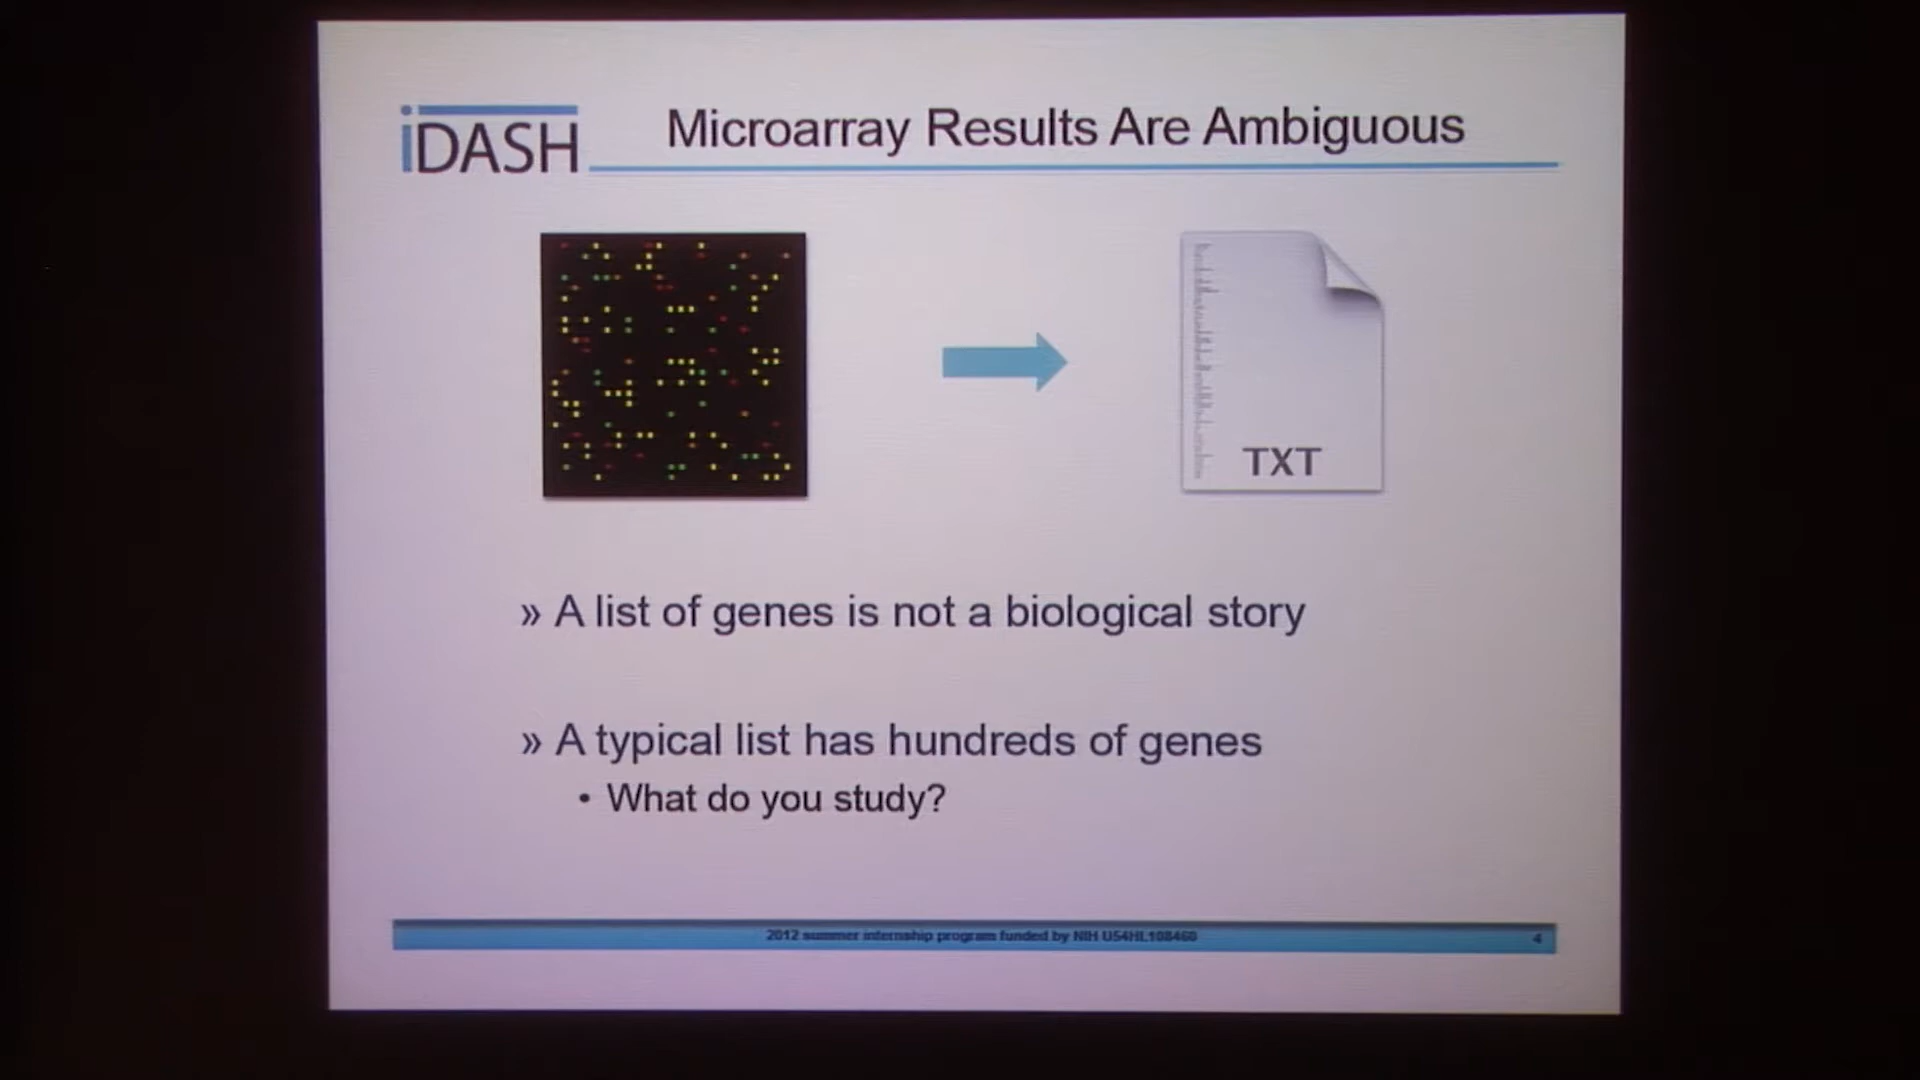 iDASH
Microarray Results Are Ambiguous
TXT
» A list of genes is not a biological story
» A typical list has hundreds of genes
• What do you study?
2012 summer internship program funded by NIH U54HL108460
4